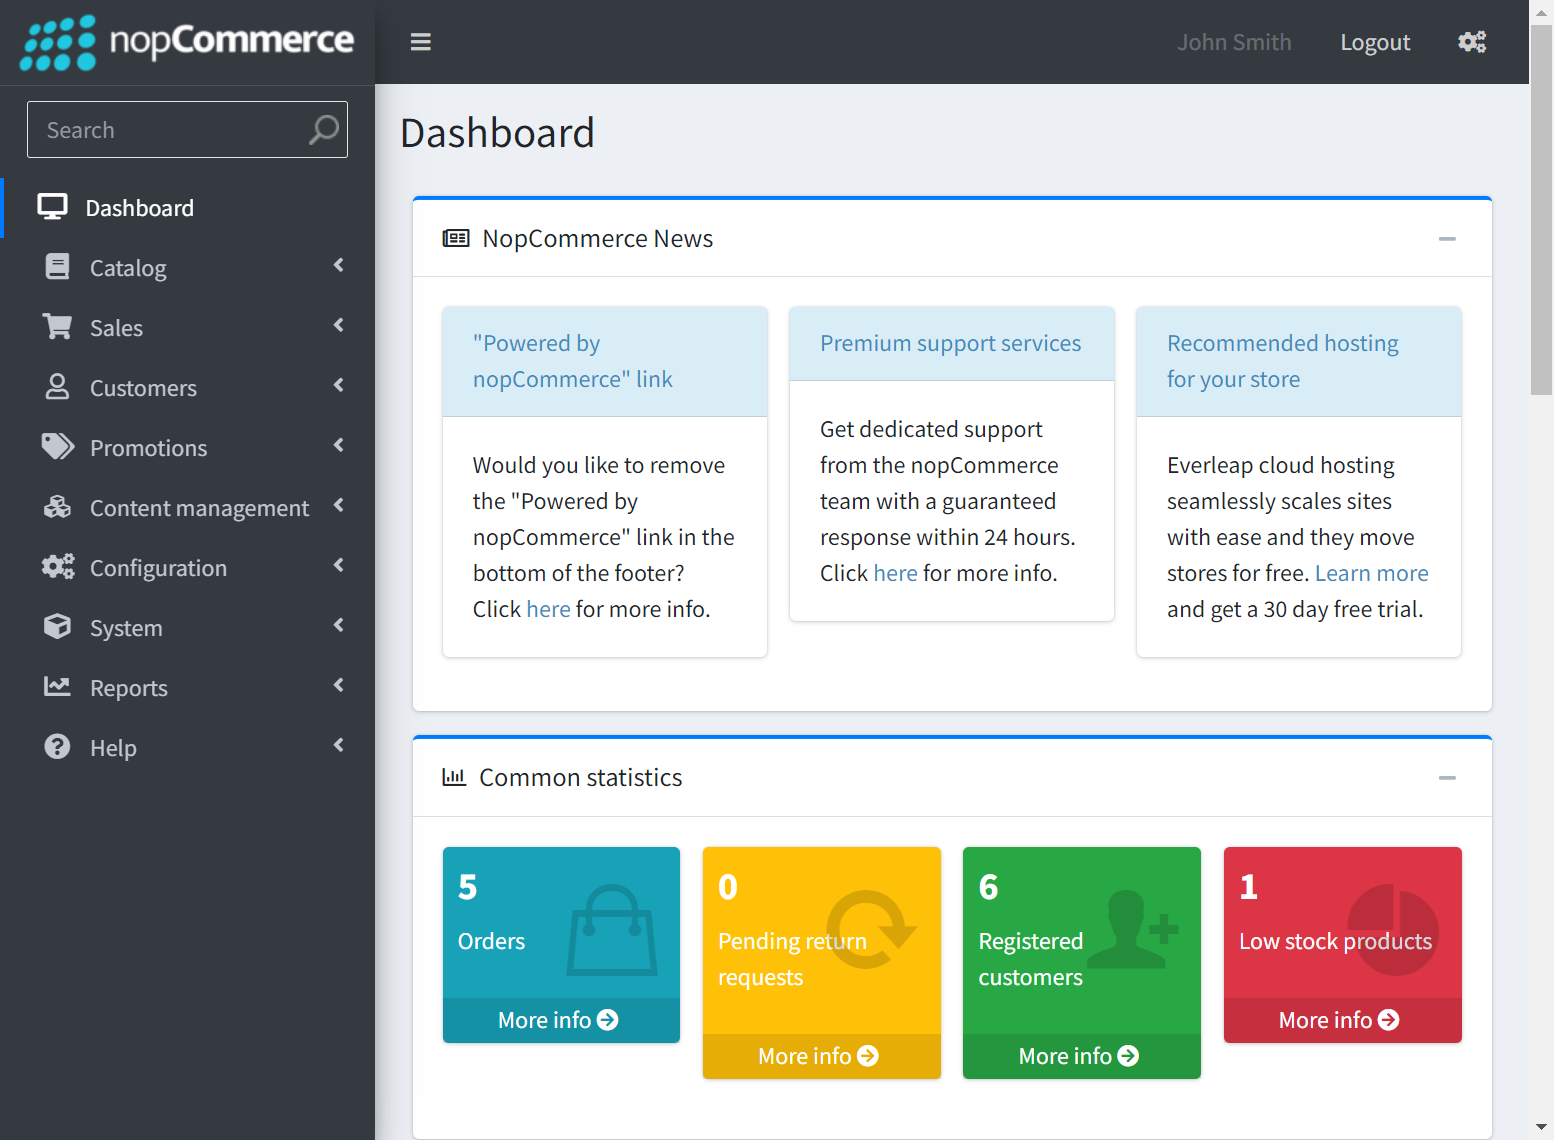 nopCommerce
John Smith
Logout
Search
Dashboard
Catalog
Sales
Customers
Promotions
Content management
Configuration
System
Reports
Help
Dashboard
NopCommerce News
"Powered by
nopCommerce" link
Would you like to remove
the "Powered by
nopCommerce" link in the
bottom of the footer?
Click here for more info.
Premium support services
Get dedicated support
from the nopCommerce
team with a guaranteed
response within 24 hours.
Click here for more info.
Recommended hosting
for your store
Everleap cloud hosting
seamlessly scales sites
with ease and they move
stores for free. Learn more
and get a 30 day free trial.
Common statistics
5
Orders
More info
0
Pending return
requests
More info
6
Registered
customers
More info
1
Low stock products
More info